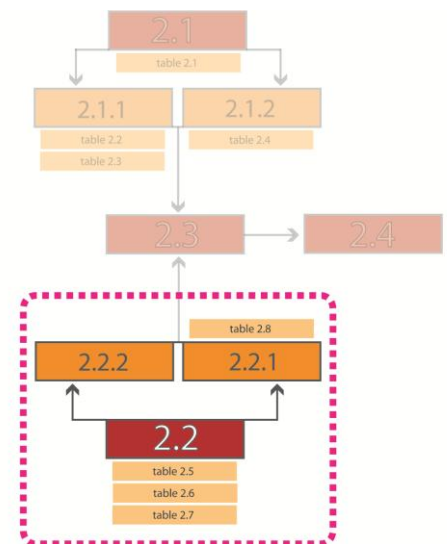 2.1
table 2.1
2.1.1 2.1.2
table 2.2 table 2.4
table 2.3
2.3 2.4
table 2.8
2.2.2 2.2.1
2.2
table 2.5
table 2.6
table 2.7